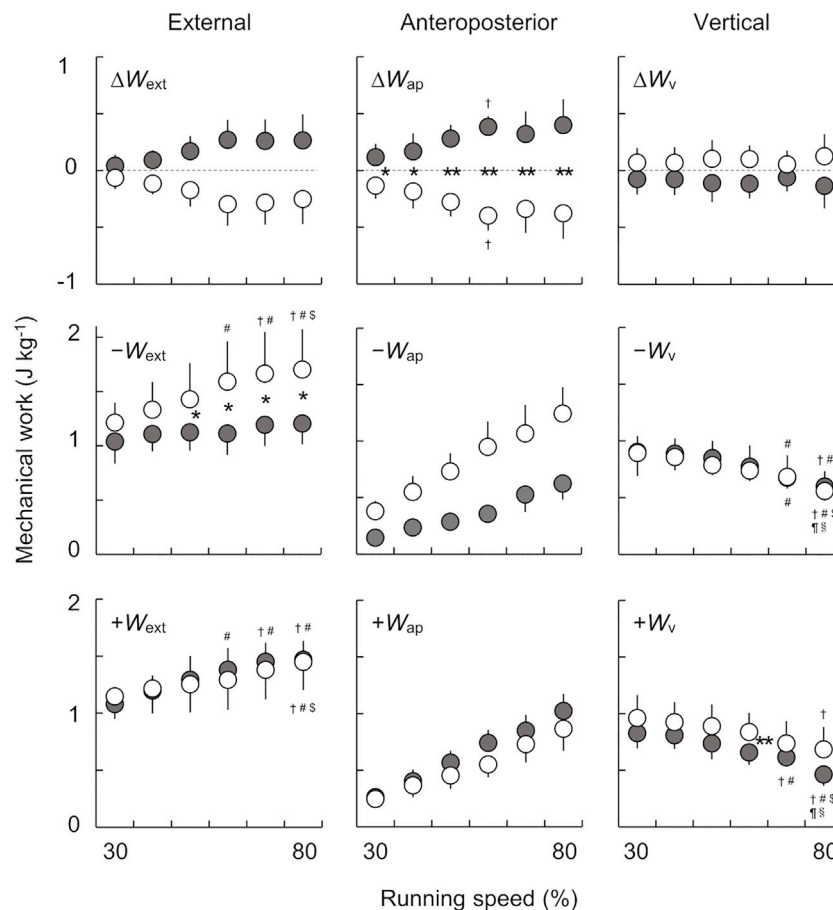 External Anteroposterior Vertical
1
ΔWext ΔWap ΔWv
†
0
* * ** ** ** **
†
-1
Mechanical work (J kg-1)
2
−Wext −Wap −Wv
# † # † # $
* * * *
1
# † #
# † # $
¶ §
0
2
+Wext +Wap +Wv
# † # † #
† # $
1
†
**
† # † # $
¶ §
0
30 80 30 80 30 80
Running speed (%)